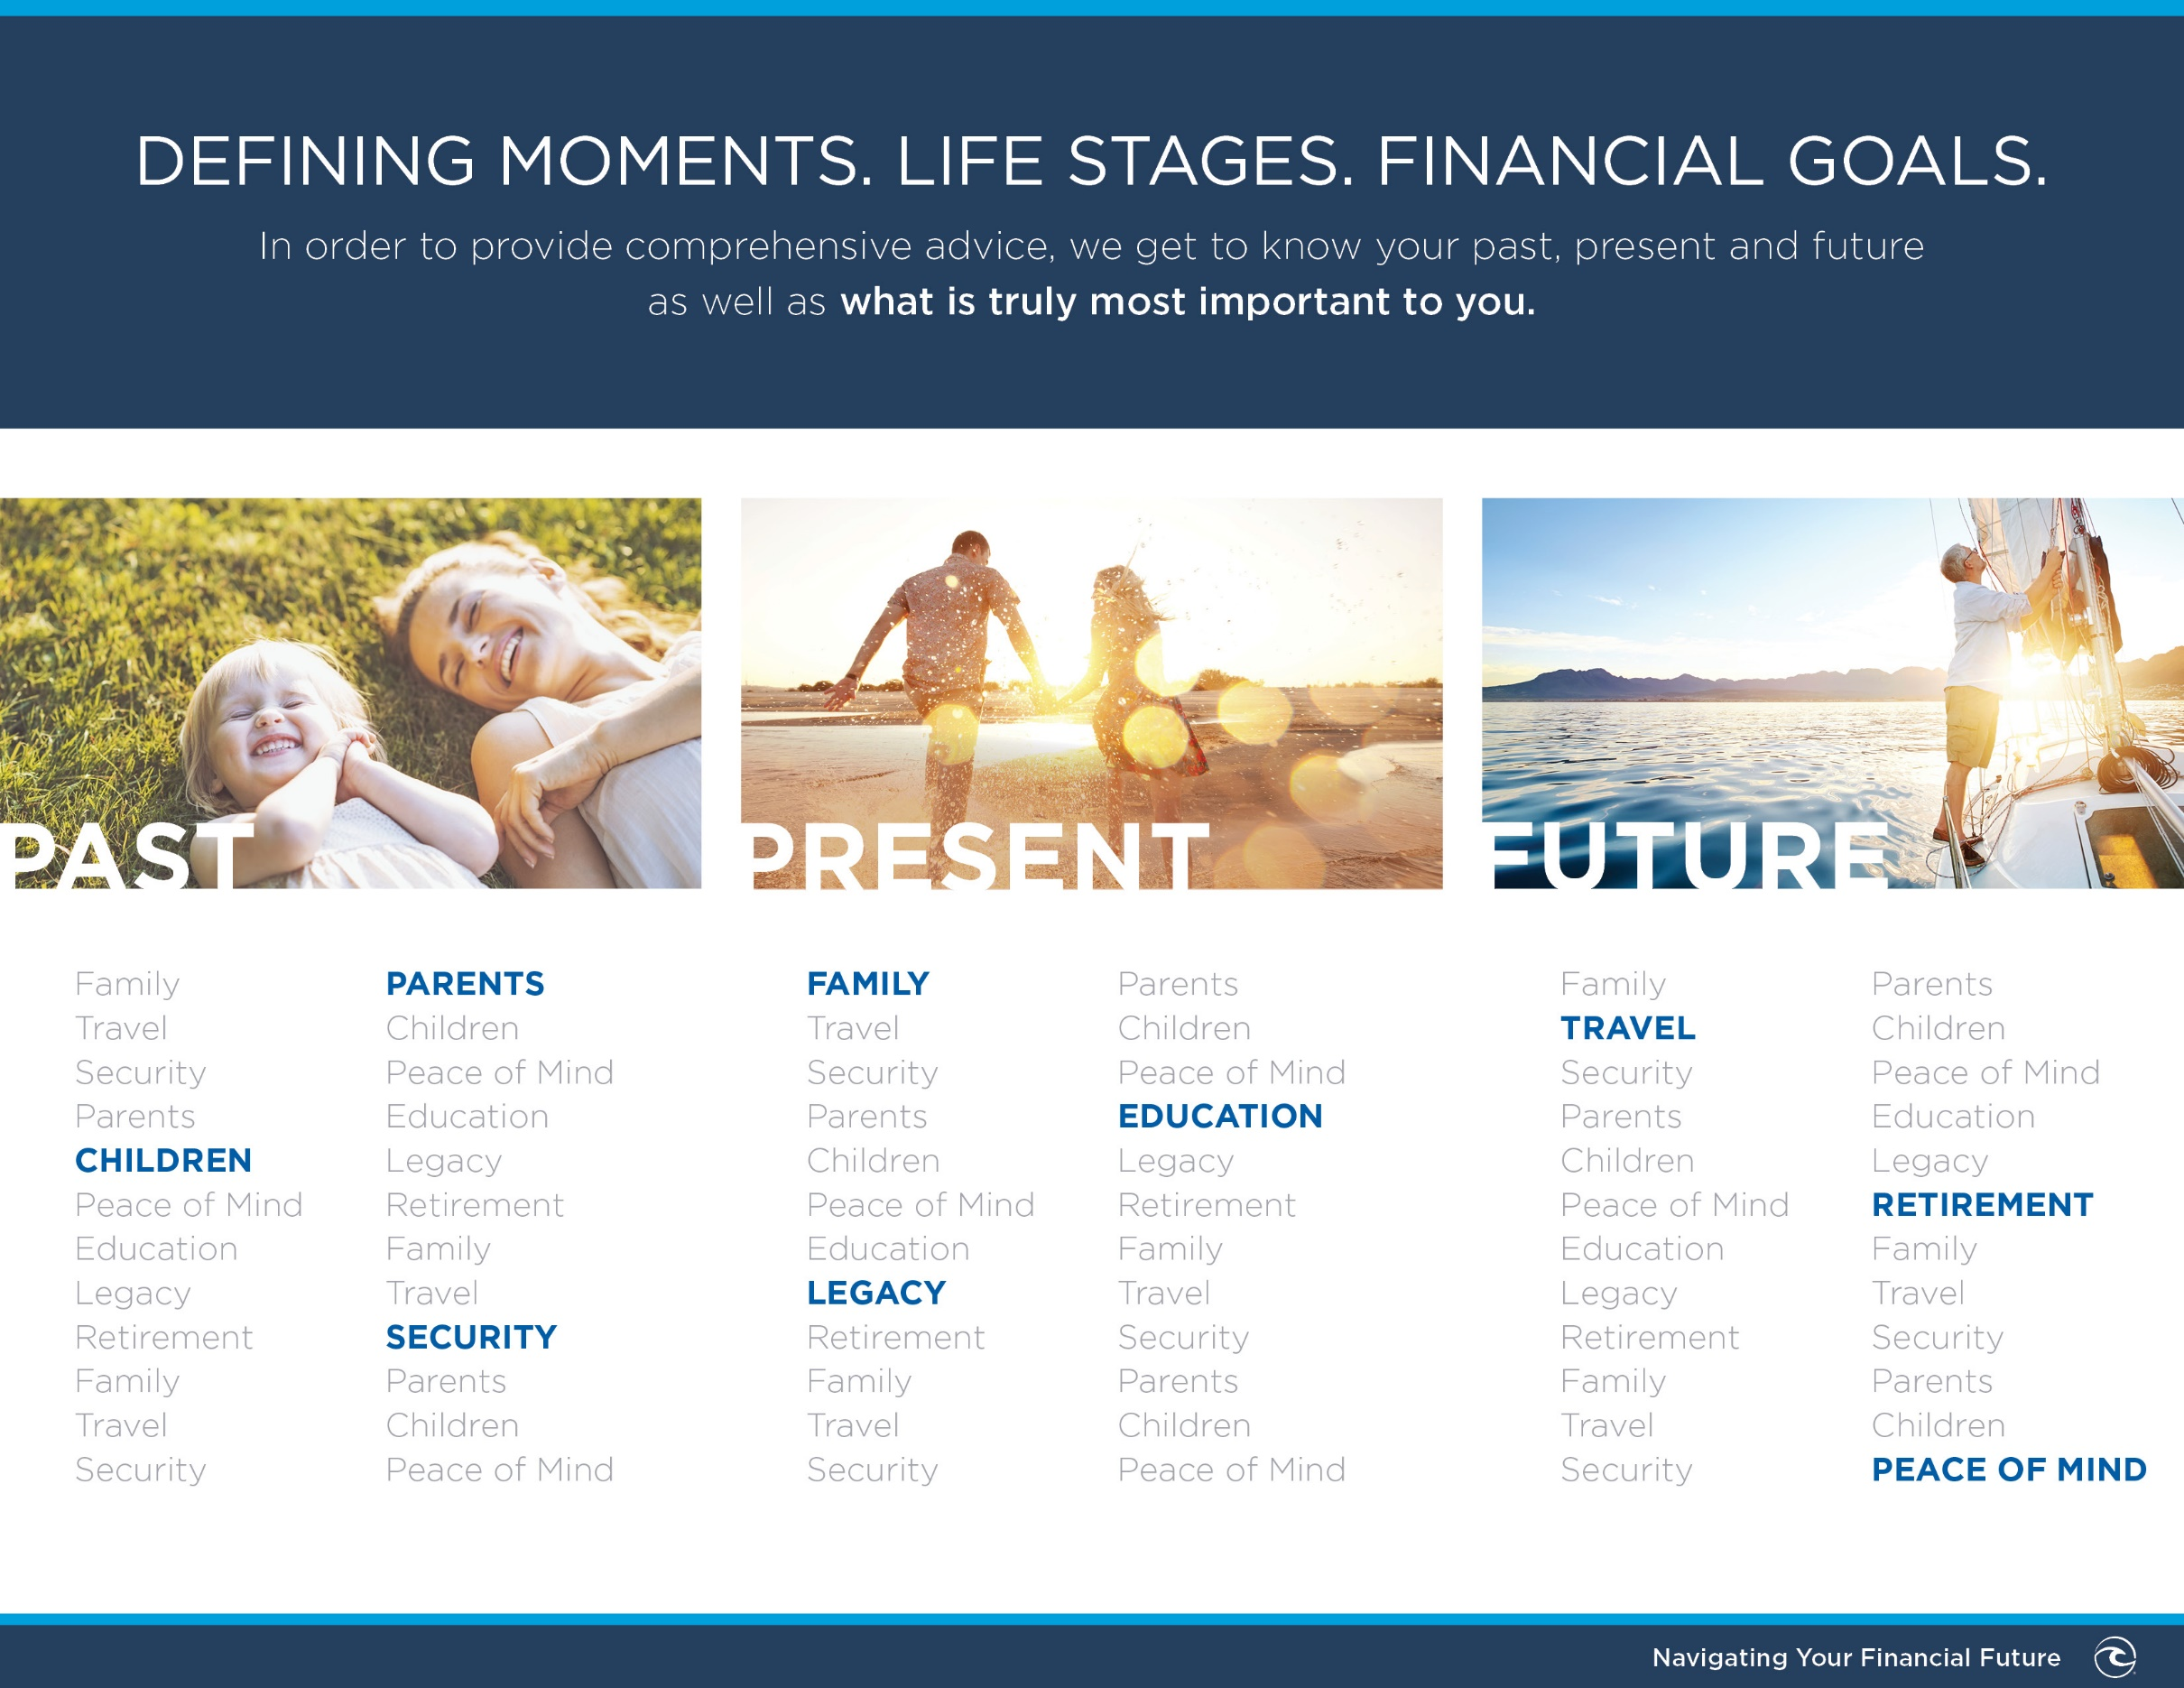 DEFINING MOMENTS. LIFE STAGES. FINANCIAL GOALS.
In order to provide comprehensive advice, we get to know your past, present and future
as well as what is truly most important to you.
PAST
Family
Travel
Security
Parents
CHILDREN
Peace of Mind
Education
Legacy
Retirement
Family
Travel
Security
PARENTS
Children
Peace of Mind
Education
Legacy
Retirement
Family
Travel
SECURITY
Parents
Children
Peace of Mind
PRESENT
FAMILY
Travel
Security
Parents
Children
Peace of Mind
Education
LEGACY
Retirement
Family
Travel
Security
Parents
Children
Peace of Mind
EDUCATION
Legacy
Retirement
Family
Travel
Security
Parents
Children
Peace of Mind
FUTURE
Family
TRAVEL
Security
Parents
Children
Peace of Mind
Education
Legacy
Retirement
Family
Travel
Security
Parents
Children
Peace of Mind
Education
Legacy
RETIREMENT
Family
Travel
Security
Parents
Children
PEACE OF MIND
Navigating Your Financial Future